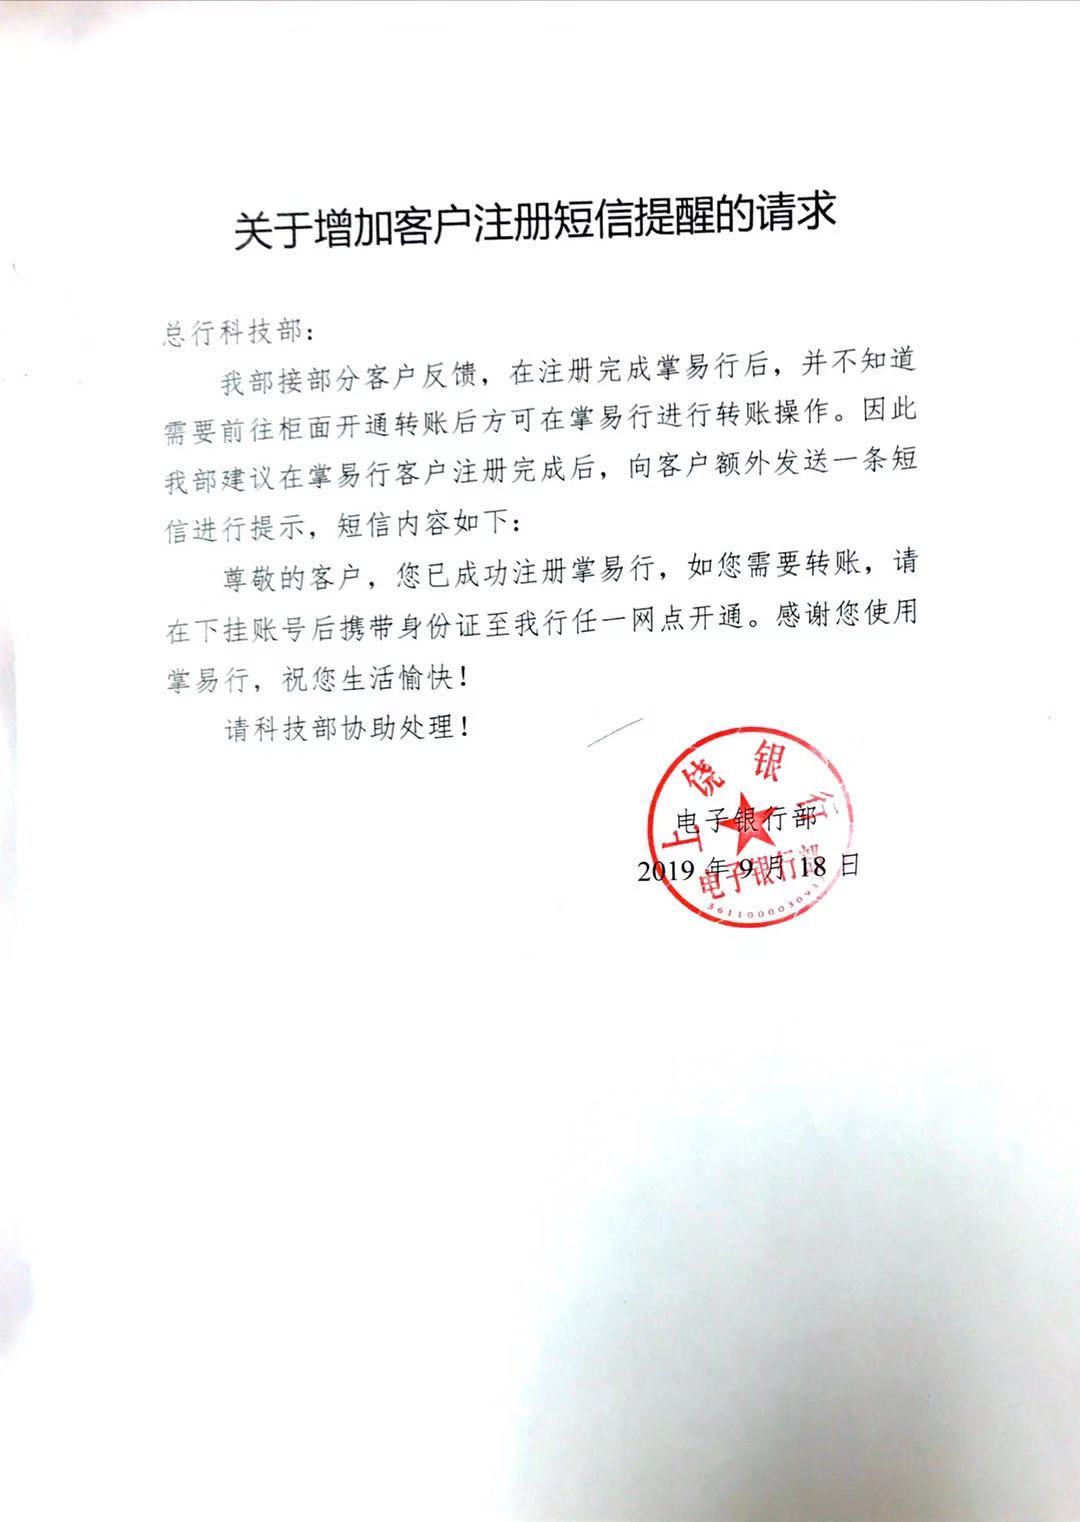 关于增加客户注册短信提醒的请求
总行科技部：
我部接部分客户反馈，在注册完成掌易行后，并不知道
需要前往柜面开通转账后方可在掌易行进行转账操作。因此
我部建议在掌易行客户注册完成后，向客户额外发送一条短
信进行提示，短信内容如下：
尊敬的客户，您已成功注册掌易行，如您需要转账，请
在下挂账号后携带身份证至我行任一网点开通。感谢您使用
掌易行，祝您生活愉快！
请科技部协助处理！
上饶银行
电子银行部
2019 年 9 月 18 日
电子银行部